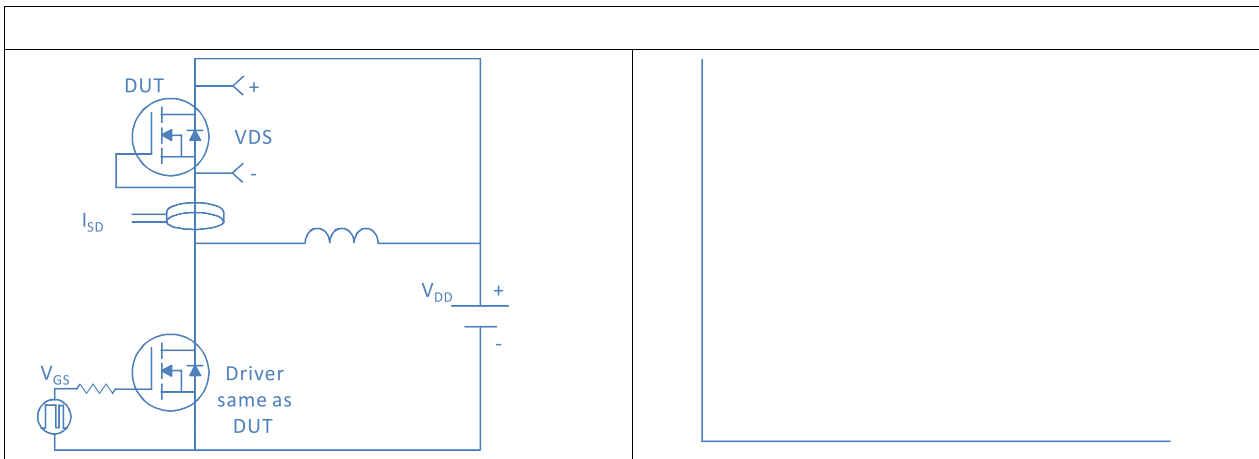 DUT
+
VDS
-
I_SD
V_DD
+
-
V_GS
Driver
same as
DUT